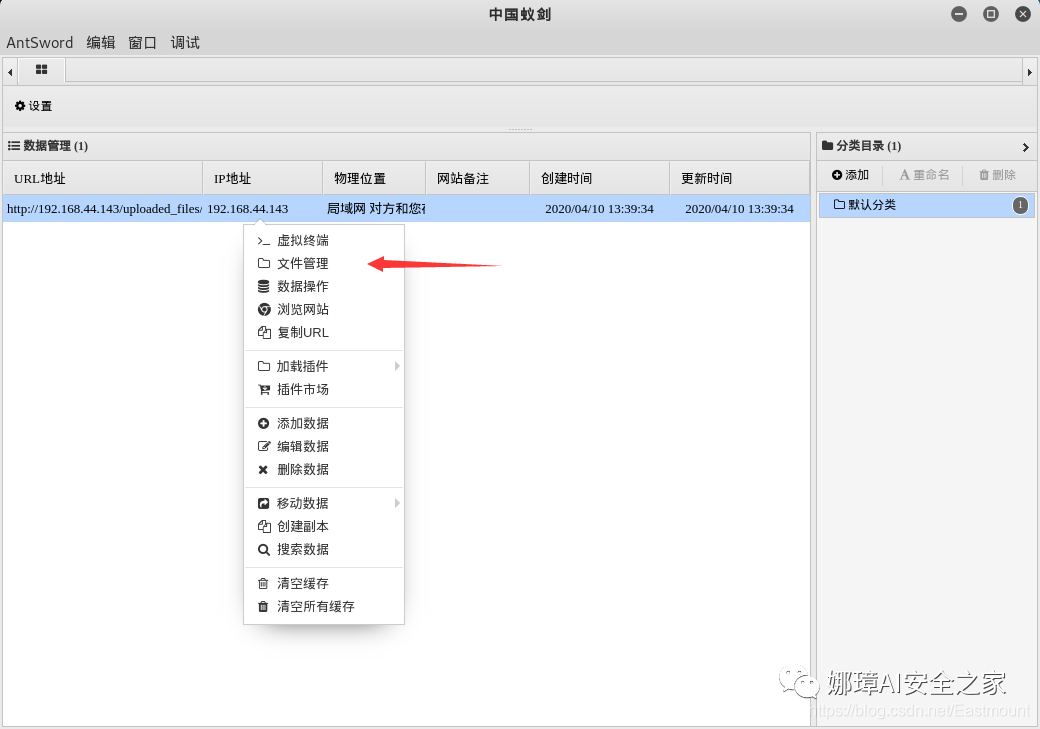 中国蚁剑
AntSword 编辑 窗口 调试
设置
数据管理 (1)
分类目录 (1)
URL地址 IP地址 物理位置 网站备注 创建时间 更新时间
添加 重命名 删除
http://192.168.44.143/uploaded_files/ 192.168.44.143 局域网 对方和您在 2020/04/10 13:39:34 2020/04/10 13:39:34
默认分类 1
虚拟终端
文件管理
数据操作
浏览网站
复制URL
加载插件
插件市场
添加数据
编辑数据
删除数据
移动数据
创建副本
搜索数据
清空缓存
清空所有缓存
娜璋AI安全之家
https://blog.csdn.net/Eastmount